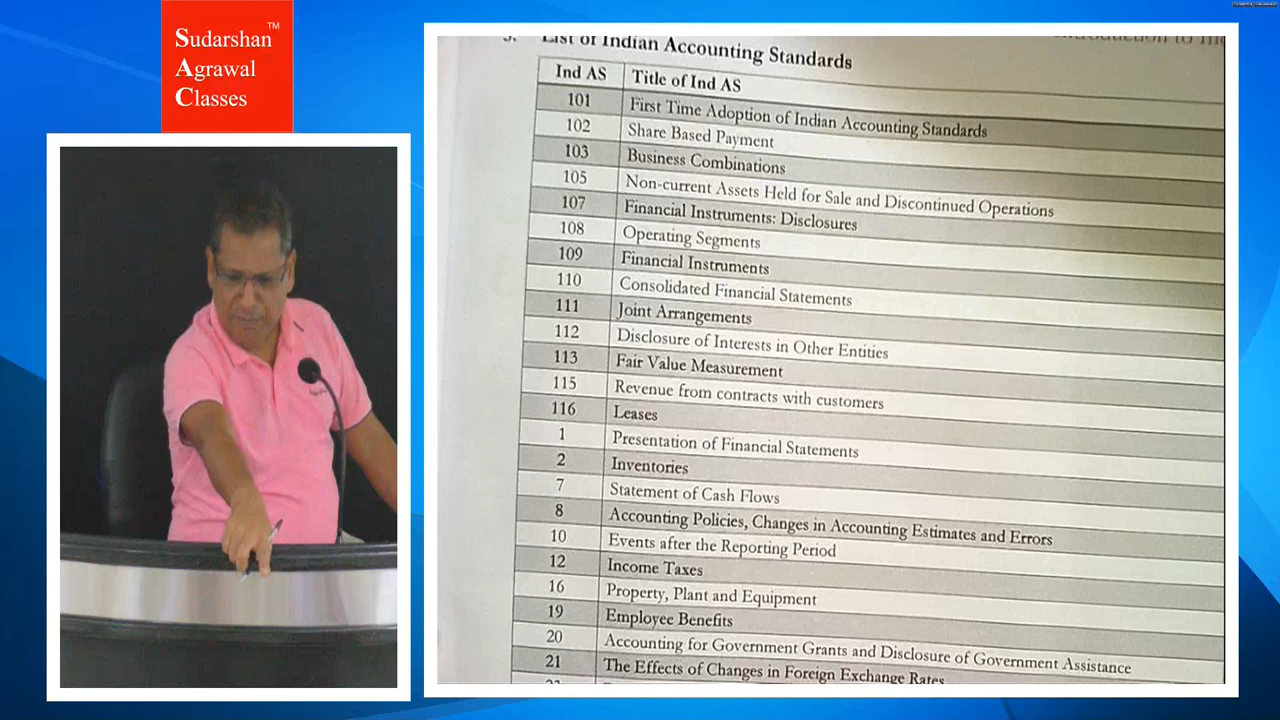 Sudarshan™
Agrawal
Classes
List of Indian Accounting Standards
Ind AS Title of Ind AS
101 First Time Adoption of Indian Accounting Standards
102 Share Based Payment
103 Business Combinations
105 Non-current Assets Held for Sale and Discontinued Operations
107 Financial Instruments: Disclosures
108 Operating Segments
109 Financial Instruments
110 Consolidated Financial Statements
111 Joint Arrangements
112 Disclosure of Interests in Other Entities
113 Fair Value Measurement
115 Revenue from contracts with customers
116 Leases
1 Presentation of Financial Statements
2 Inventories
7 Statement of Cash Flows
8 Accounting Policies, Changes in Accounting Estimates and Errors
10 Events after the Reporting Period
12 Income Taxes
16 Property, Plant and Equipment
19 Employee Benefits
20 Accounting for Government Grants and Disclosure of Government Assistance
21 The Effects of Changes in Foreign Exchange Rates